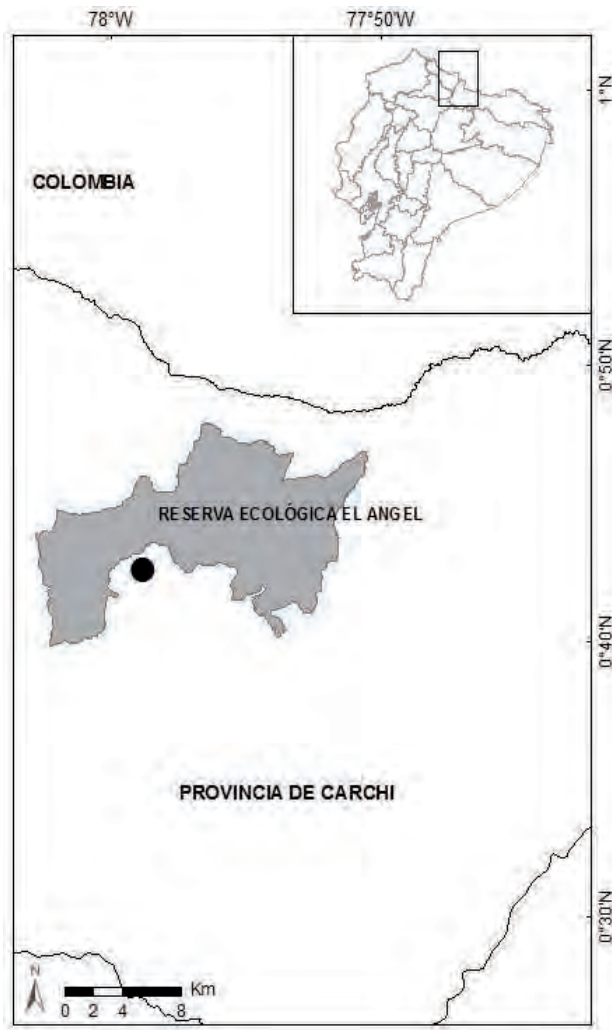 78°W 77°50'W
1°N
COLOMBIA
0°50'N
RESERVA ECOLÓGICA EL ANGEL
0°40'N
PROVINCIA DE CARCHI
0°30'N
N
Km
0 2 4 8